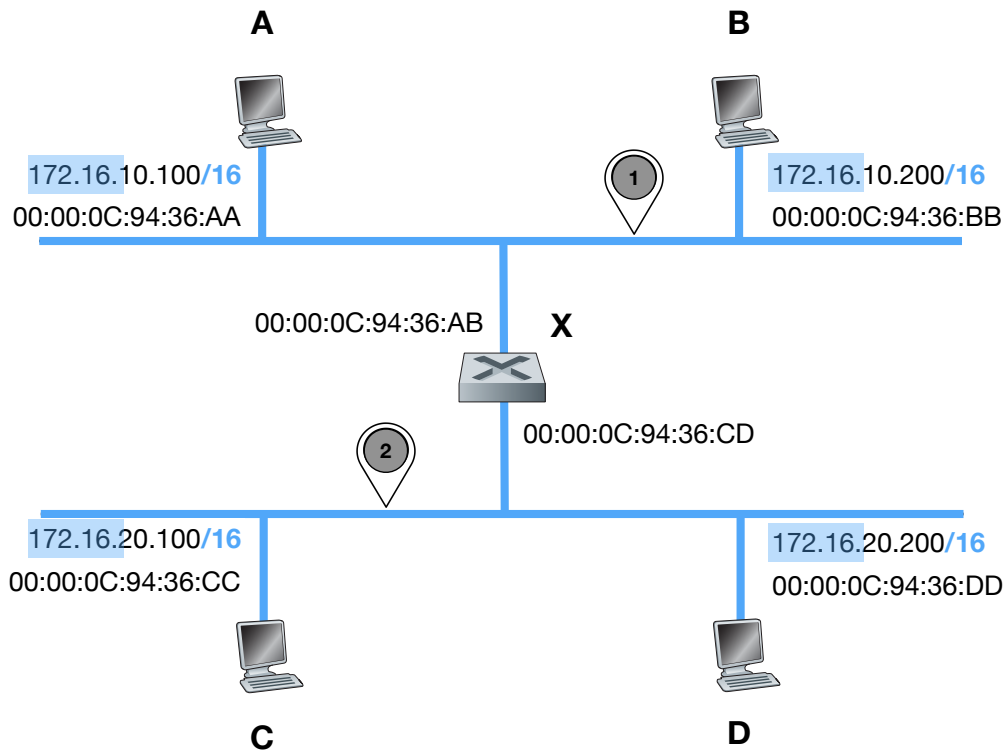 A
B
172.16.10.100/16
00:00:0C:94:36:AA
1
172.16.10.200/16
00:00:0C:94:36:BB
00:00:0C:94:36:AB
X
00:00:0C:94:36:CD
2
172.16.20.100/16
00:00:0C:94:36:CC
172.16.20.200/16
00:00:0C:94:36:DD
C
D